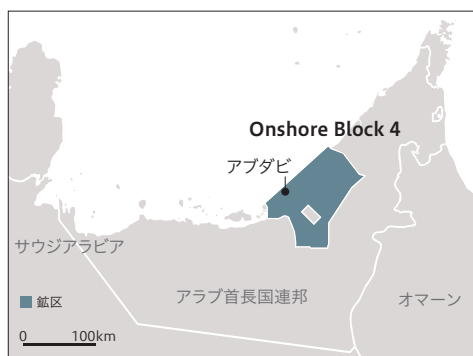 Onshore Block 4
アブダビ
サウジアラビア
アラブ首長国連邦
オマーン
鉱区
0 100km